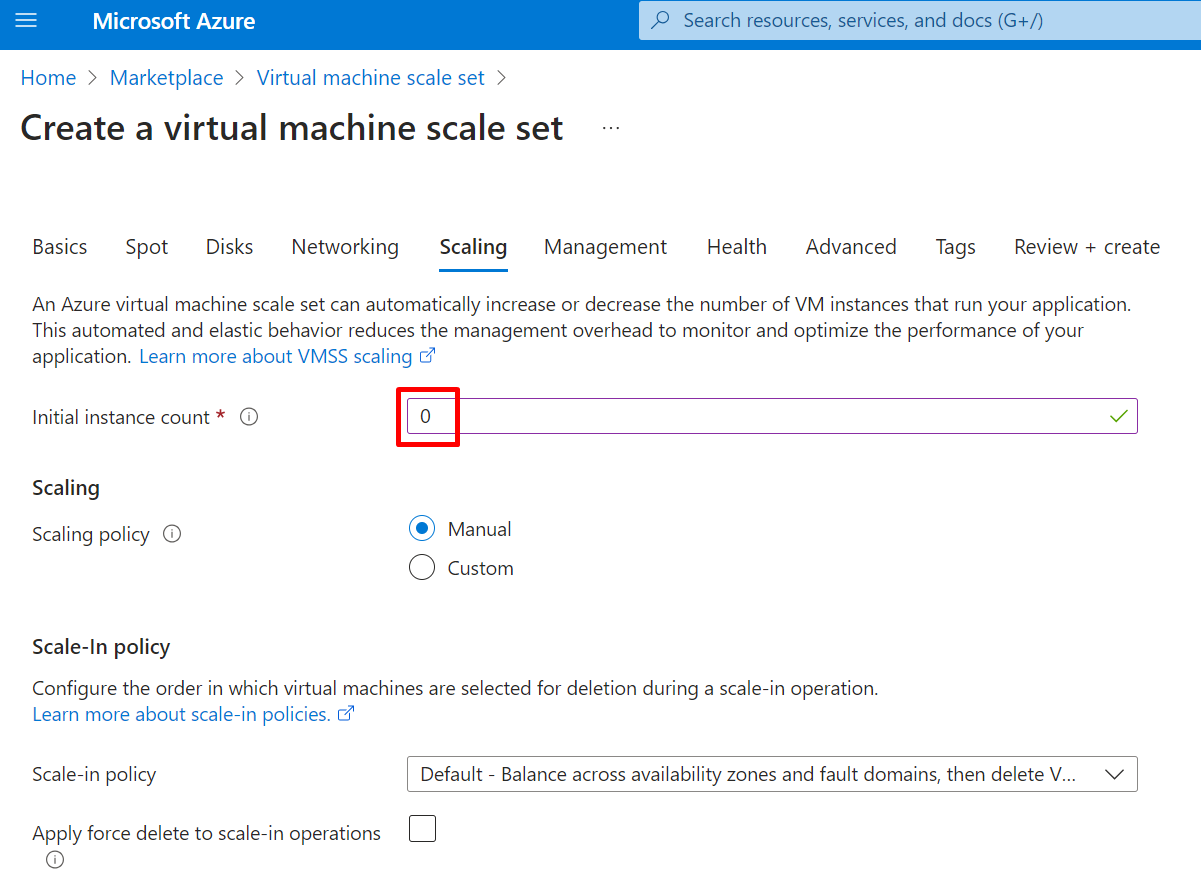 Microsoft Azure
Search resources, services, and docs (G+/)
Home > Marketplace > Virtual machine scale set >
Create a virtual machine scale set ...
Basics Spot Disks Networking Scaling Management Health Advanced Tags Review + create
An Azure virtual machine scale set can automatically increase or decrease the number of VM instances that run your application.
This automated and elastic behavior reduces the management overhead to monitor and optimize the performance of your
application. Learn more about VMSS scaling
Initial instance count * 0
Scaling
Scaling policy
Manual
Custom
Scale-In policy
Configure the order in which virtual machines are selected for deletion during a scale-in operation.
Learn more about scale-in policies.
Scale-in policy Default - Balance across availability zones and fault domains, then delete V...
Apply force delete to scale-in operations